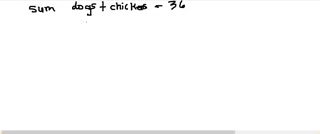 sum dogs + chickes = 36